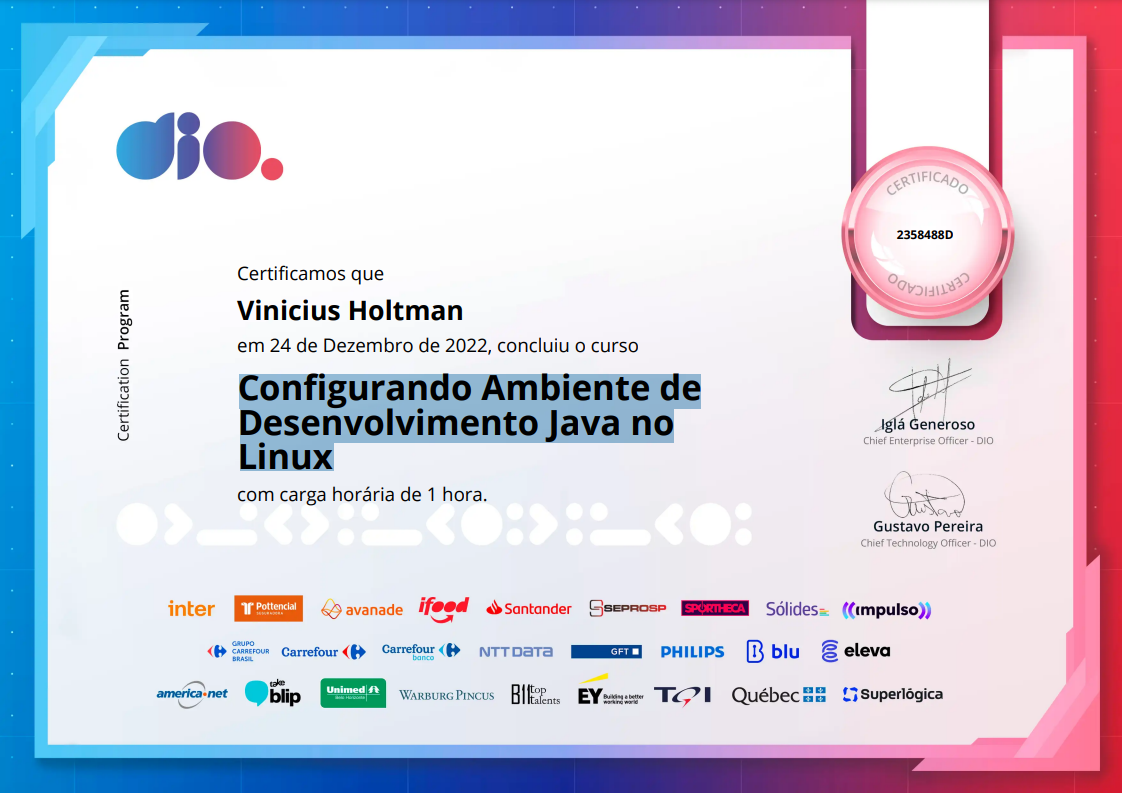 dio.
CERTIFICADO
2358488D
CERTIFICADO
Certification Program
Certificamos que
Vinicius Holtman
em 24 de Dezembro de 2022, concluiu o curso
Configurando Ambiente de
Desenvolvimento Java no
Linux
com carga horária de 1 hora.
Iglá Generoso
Chief Enterprise Officer - DIO
Gustavo Pereira
Chief Technology Officer - DIO
inter Pottencial SEGURADORA avanade ifood Santander SEPROSP SPORTHECA Sólides impulso
GRUPO CARREFOUR BRASIL Carrefour Carrefour banco NTT DATA GFT PHILIPS blu eleva
america-net take blip Unimed WARBURG PINCUS B11 top talents EY Building a better working world TQI Québec Superlógica